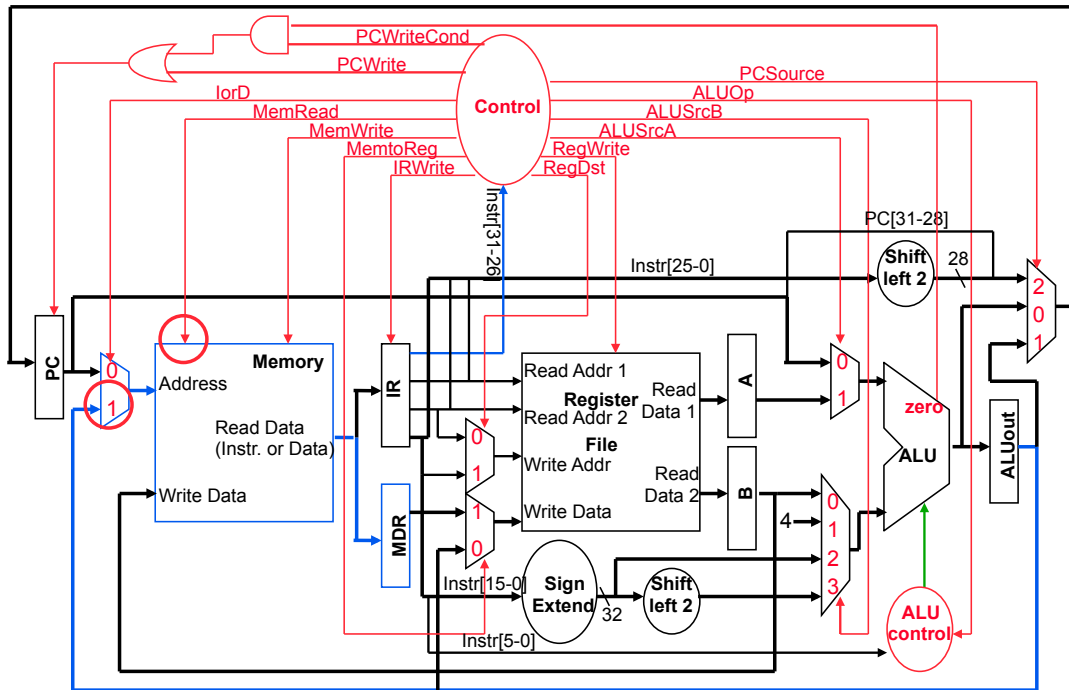 PCWriteCond
PCWrite
IorD
MemRead
MemWrite
MemtoReg
IRWrite
Control
PCSource
ALUOp
ALUSrcB
ALUSrcA
RegWrite
RegDst
Instr[31-26]
PC[31-28]
Instr[25-0]
Shift
left 2
28
2
0
1
PC
0
1
Address
Memory
Read Data
(Instr. or Data)
Write Data
IR
MDR
0
1
1
0
Read Addr 1
Register
Read Addr 2
File
Write Addr
Write Data
Read
Data 1
Read
Data 2
A
B
0
1
4
0
1
2
3
zero
ALU
ALUout
Instr[15-0]
Sign
Extend
32
Shift
left 2
Instr[5-0]
ALU
control